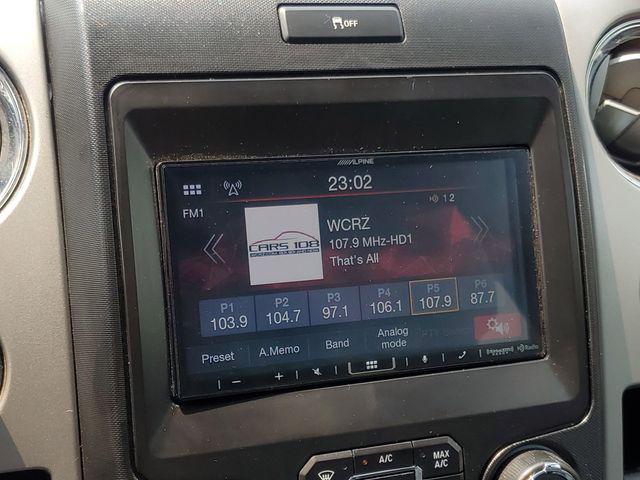 OFF
ALPINE
23:02
FM1
12
WCRZ
107.9 MHz-HD1
That's All
CARS 108
P1 P2 P3 P4 P5 P6
103.9 104.7 97.1 106.1 107.9 87.7
Preset A.Memo Band Analog mode
A/C
MAX A/C